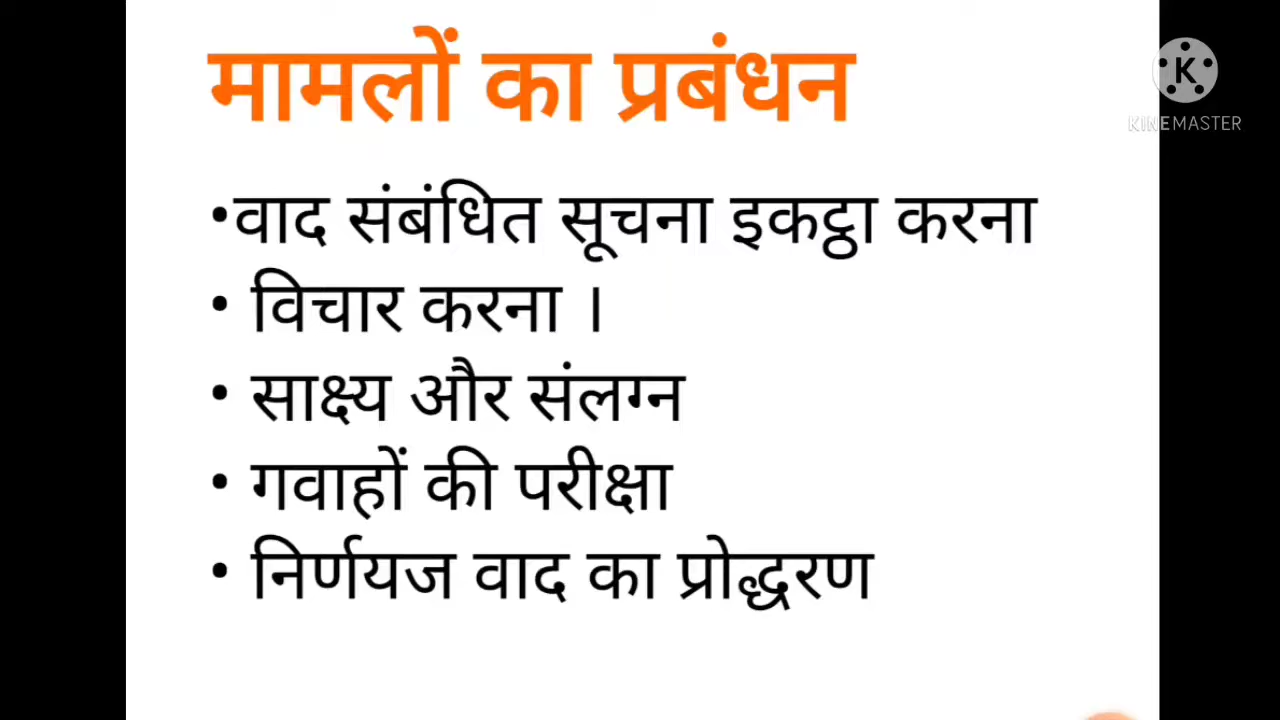 मामलों का प्रबंधन
K
KINEMASTER
•वाद संबंधित सूचना इकट्ठा करना
• विचार करना ।
• साक्ष्य और संलग्न
• गवाहों की परीक्षा
• निर्णयज वाद का प्रोद्धरण